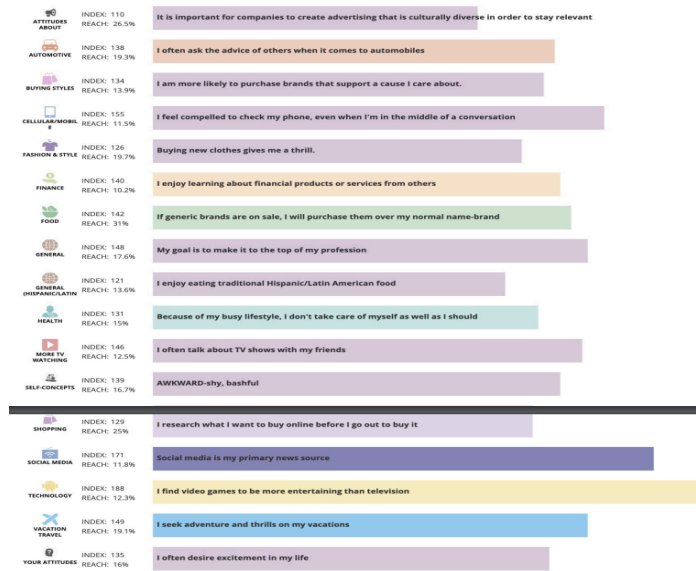 ATTITUDES
ABOUT
INDEX: 110
REACH: 26.5%
It is important for companies to create advertising that is culturally diverse in order to stay relevant
AUTOMOTIVE
INDEX: 138
REACH: 19.3%
I often ask the advice of others when it comes to automobiles
BUYING STYLES
INDEX: 134
REACH: 13.9%
I am more likely to purchase brands that support a cause I care about.
CELLULAR/MOBIL
E
INDEX: 155
REACH: 11.5%
I feel compelled to check my phone, even when I'm in the middle of a conversation
FASHION & STYLE
INDEX: 126
REACH: 19.7%
Buying new clothes gives me a thrill.
FINANCE
INDEX: 140
REACH: 10.2%
I enjoy learning about financial products or services from others
FOOD
INDEX: 142
REACH: 31%
If generic brands are on sale, I will purchase them over my normal name-brand
GENERAL
INDEX: 148
REACH: 17.6%
My goal is to make it to the top of my profession
GENERAL
(HISPANIC/LATIN
INDEX: 121
REACH: 13.6%
I enjoy eating traditional Hispanic/Latin American food
HEALTH
INDEX: 131
REACH: 15%
Because of my busy lifestyle, I don't take care of myself as well as I should
MORE TV
WATCHING
INDEX: 146
REACH: 12.5%
I often talk about TV shows with my friends
SELF-CONCEPTS
INDEX: 139
REACH: 16.7%
AWKWARD-shy, bashful
SHOPPING
INDEX: 129
REACH: 25%
I research what I want to buy online before I go out to buy it
SOCIAL MEDIA
INDEX: 171
REACH: 11.8%
Social media is my primary news source
TECHNOLOGY
INDEX: 188
REACH: 12.3%
I find video games to be more entertaining than television
VACATION
TRAVEL
INDEX: 149
REACH: 19.1%
I seek adventure and thrills on my vacations
YOUR ATTITUDES
INDEX: 135
REACH: 16%
I often desire excitement in my life